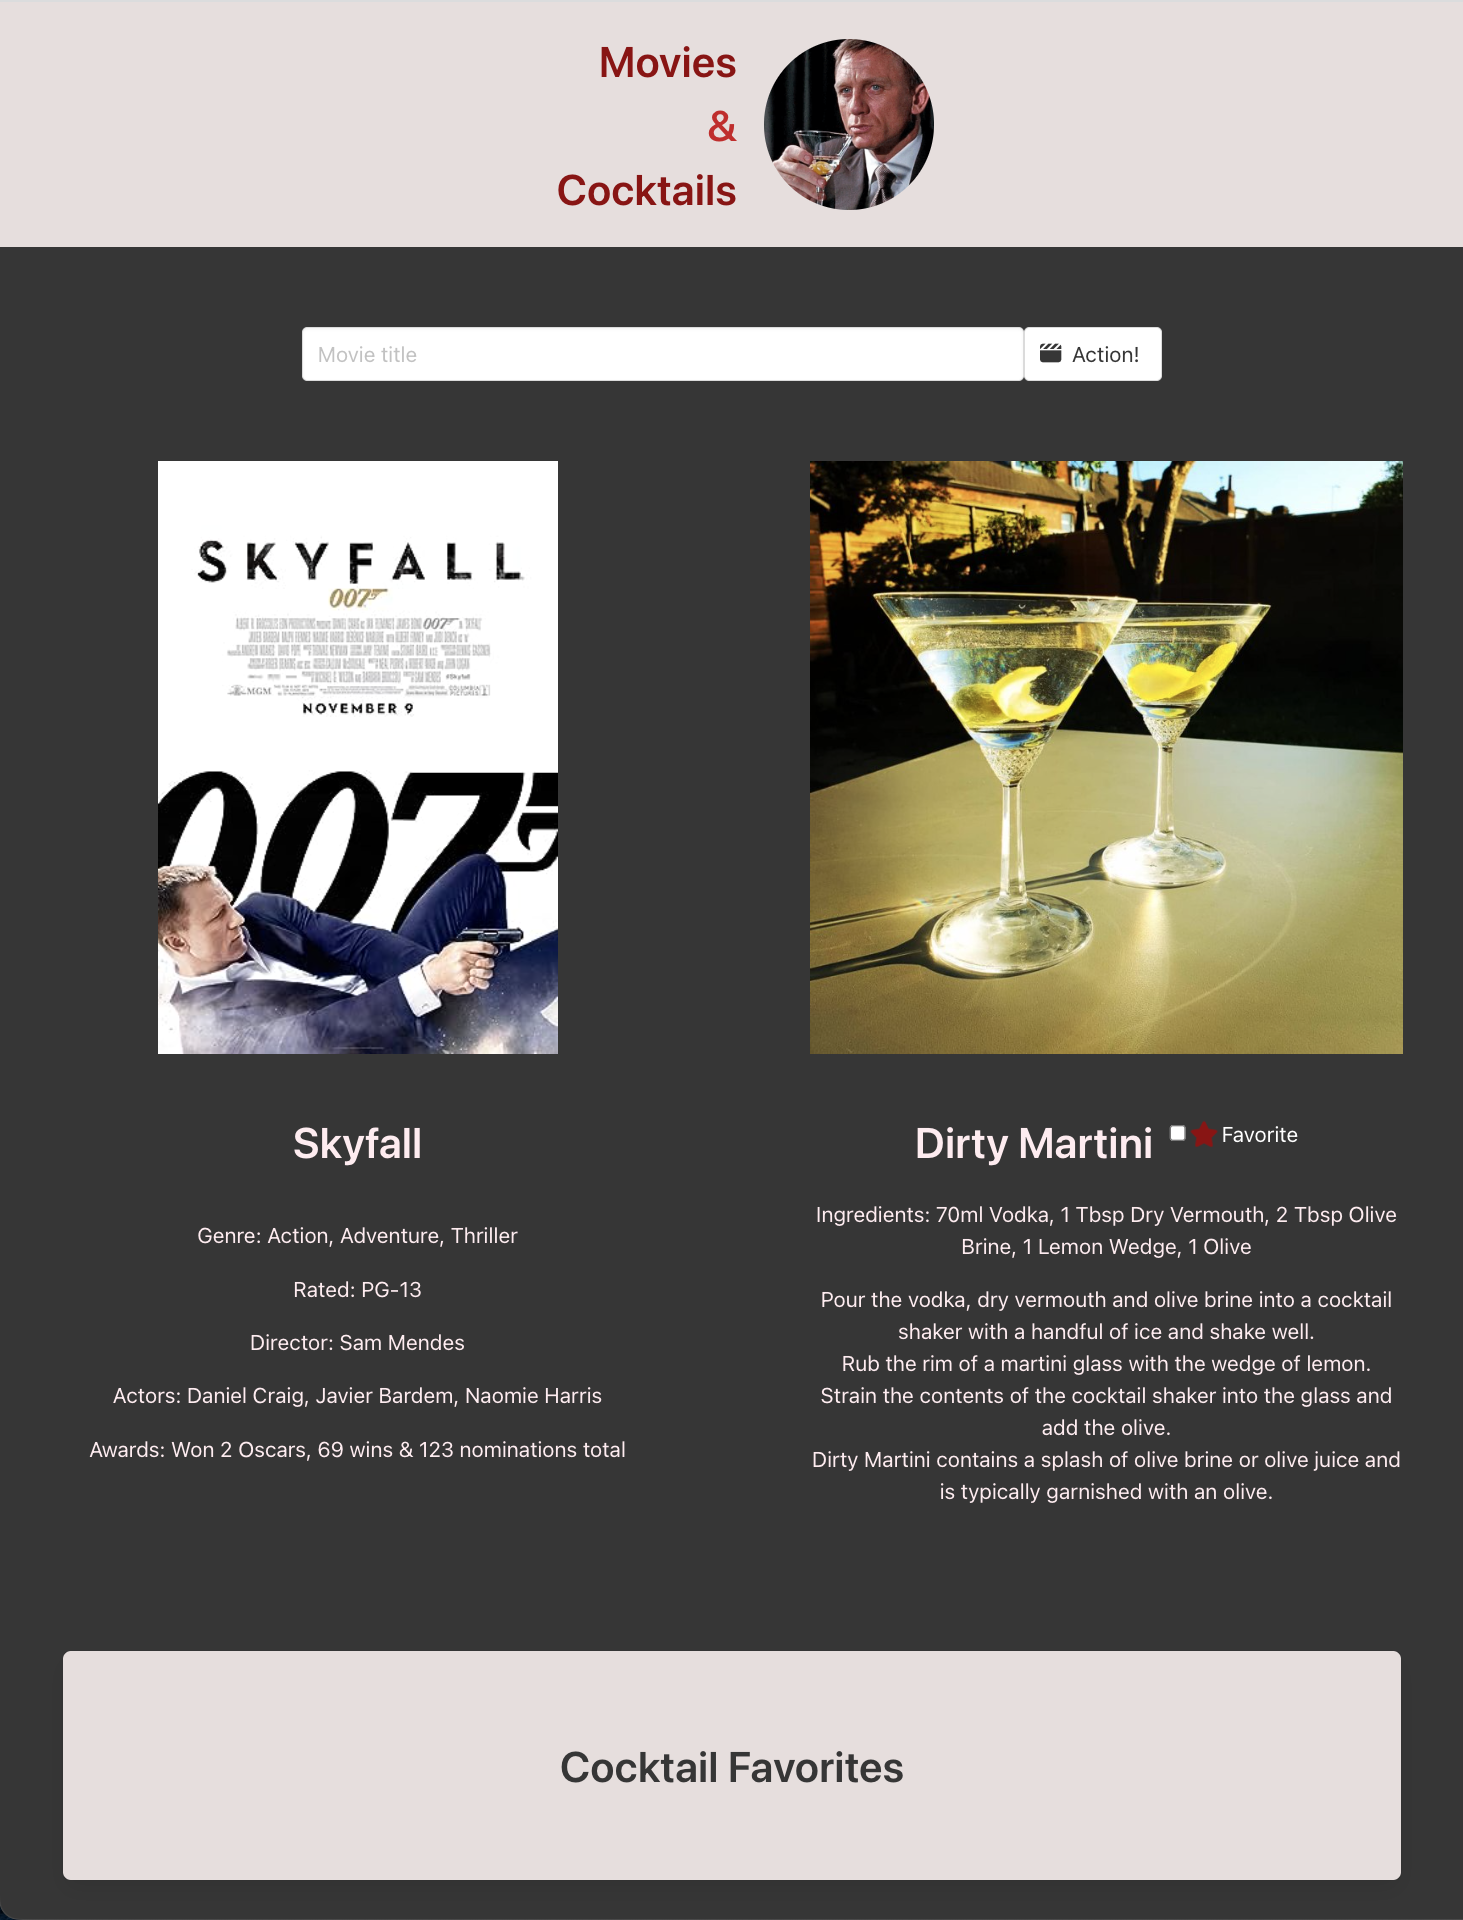 Movies
&
Cocktails
Movie title
Action!
SKYFALL
007
007
MGM
COLUMBIA
PICTURES
NOVEMBER 9
007
Skyfall
Genre: Action, Adventure, Thriller
Rated: PG-13
Director: Sam Mendes
Actors: Daniel Craig, Javier Bardem, Naomie Harris
Awards: Won 2 Oscars, 69 wins & 123 nominations total
Dirty Martini
Favorite
Ingredients: 70ml Vodka, 1 Tbsp Dry Vermouth, 2 Tbsp Olive
Brine, 1 Lemon Wedge, 1 Olive
Pour the vodka, dry vermouth and olive brine into a cocktail
shaker with a handful of ice and shake well.
Rub the rim of a martini glass with the wedge of lemon.
Strain the contents of the cocktail shaker into the glass and
add the olive.
Dirty Martini contains a splash of olive brine or olive juice and
is typically garnished with an olive.
Cocktail Favorites